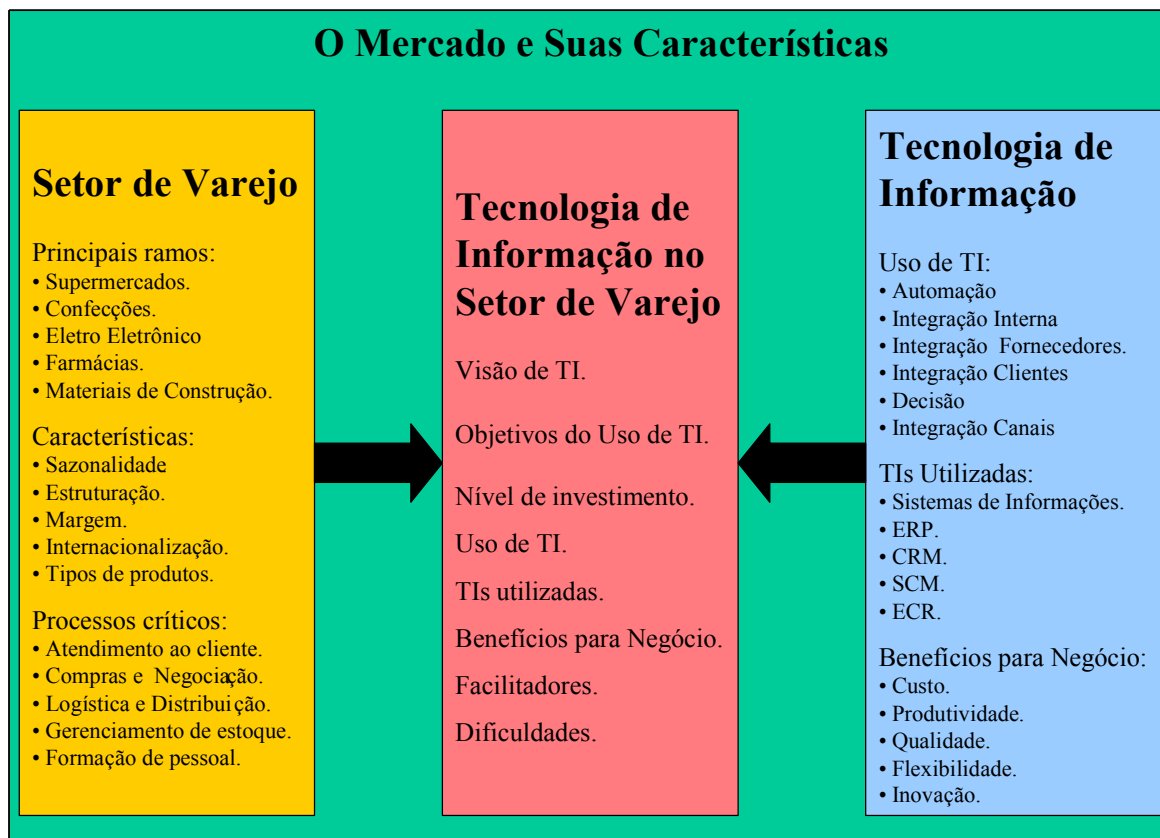 O Mercado e Suas Características
Setor de Varejo
Principais ramos:
• Supermercados.
• Confecções.
• Eletro Eletrônico
• Farmácias.
• Materiais de Construção.
Características:
• Sazonalidade.
• Estruturação.
• Margem.
• Internacionalização.
• Tipos de produtos.
Processos críticos:
• Atendimento ao cliente.
• Compras e Negociação.
• Logística e Distribuição.
• Gerenciamento de estoque.
• Formação de pessoal.
Tecnologia de
Informação no
Setor de Varejo
Visão de TI.
Objetivos do Uso de TI.
Nível de investimento.
Uso de TI.
TIs utilizadas.
Benefícios para Negócio.
Facilitadores.
Dificuldades.
Tecnologia de
Informação
Uso de TI:
• Automação
• Integração Interna
• Integração Fornecedores.
• Integração Clientes
• Decisão
• Integração Canais
TIs Utilizadas:
• Sistemas de Informações.
• ERP.
• CRM.
• SCM.
• ECR.
Benefícios para Negócio:
• Custo.
• Produtividade.
• Qualidade.
• Flexibilidade.
• Inovação.